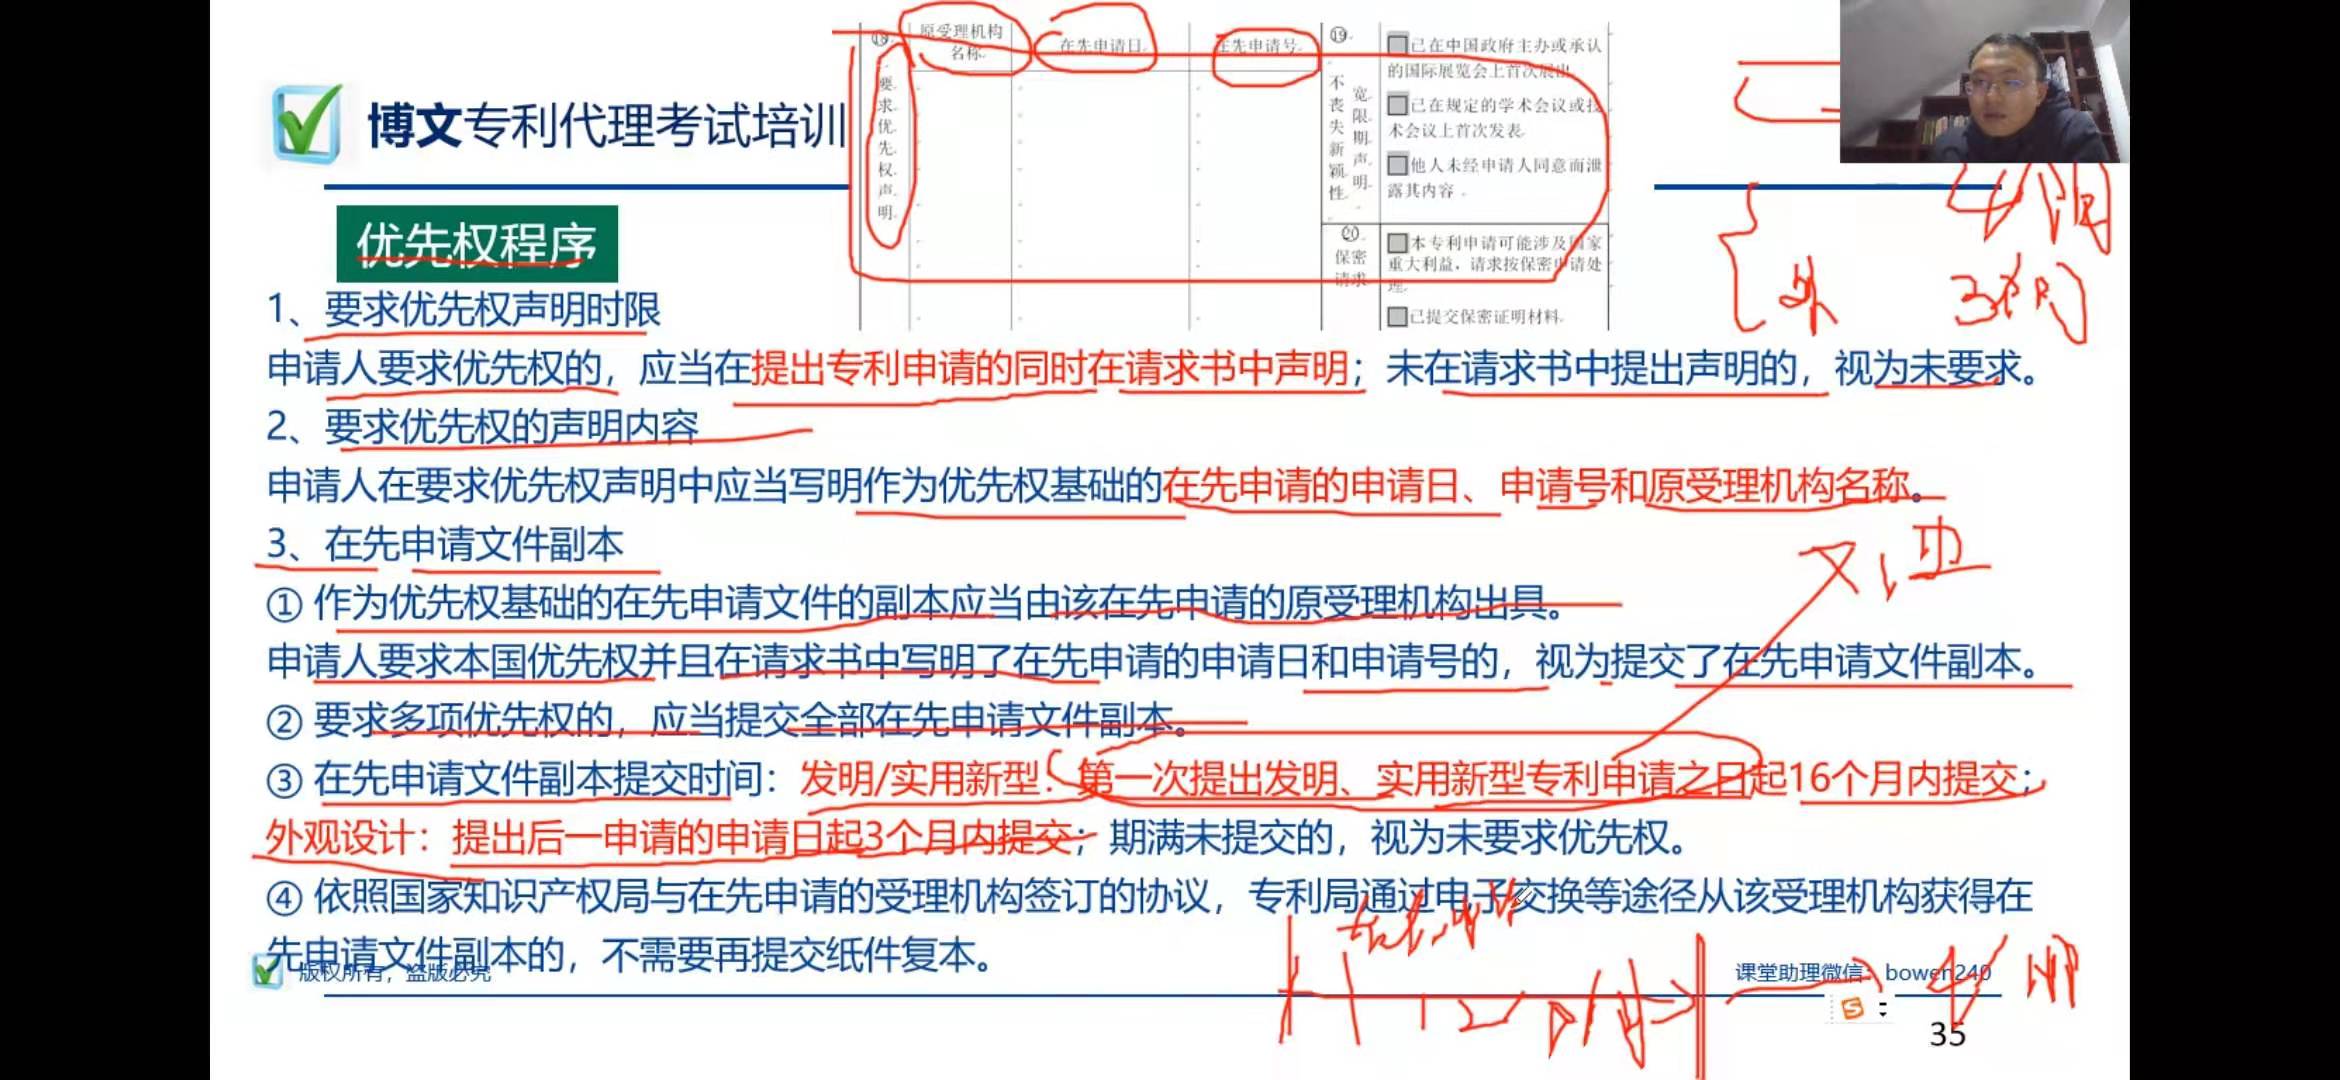 博文专利代理考试培训
⑱ 要求优先权声明
原受理机构名称
在先申请日
在先申请号
⑲ 不丧失新颖性宽限期声明
已在中国政府主办或承认
的国际展览会上首次展出
已在规定的学术会议或技
术会议上首次发表
他人未经申请人同意而泄
露其内容
⑳ 保密请求
本专利申请可能涉及国家
重大利益，请求按保密申请处
理
已提交保密证明材料
优先权程序
1、要求优先权声明时限
申请人要求优先权的，应当在提出专利申请的同时在请求书中声明；未在请求书中提出声明的，视为未要求。
2、要求优先权的声明内容
申请人在要求优先权声明中应当写明作为优先权基础的在先申请的申请日、申请号和原受理机构名称。
3、在先申请文件副本
① 作为优先权基础的在先申请文件的副本应当由该在先申请的原受理机构出具。
申请人要求本国优先权并且在请求书中写明了在先申请的申请日和申请号的，视为提交了在先申请文件副本。
② 要求多项优先权的，应当提交全部在先申请文件副本。
③ 在先申请文件副本提交时间：发明/实用新型：第一次提出发明、实用新型专利申请之日起16个月内提交；
外观设计：提出后一申请的申请日起3个月内提交；期满未提交的，视为未要求优先权。
④ 依照国家知识产权局与在先申请的受理机构签订的协议，专利局通过电子交换等途径从该受理机构获得在
先申请文件副本的，不需要再提交纸件复本。
版权所有，盗版必究
课堂助理微信：bowen240
35